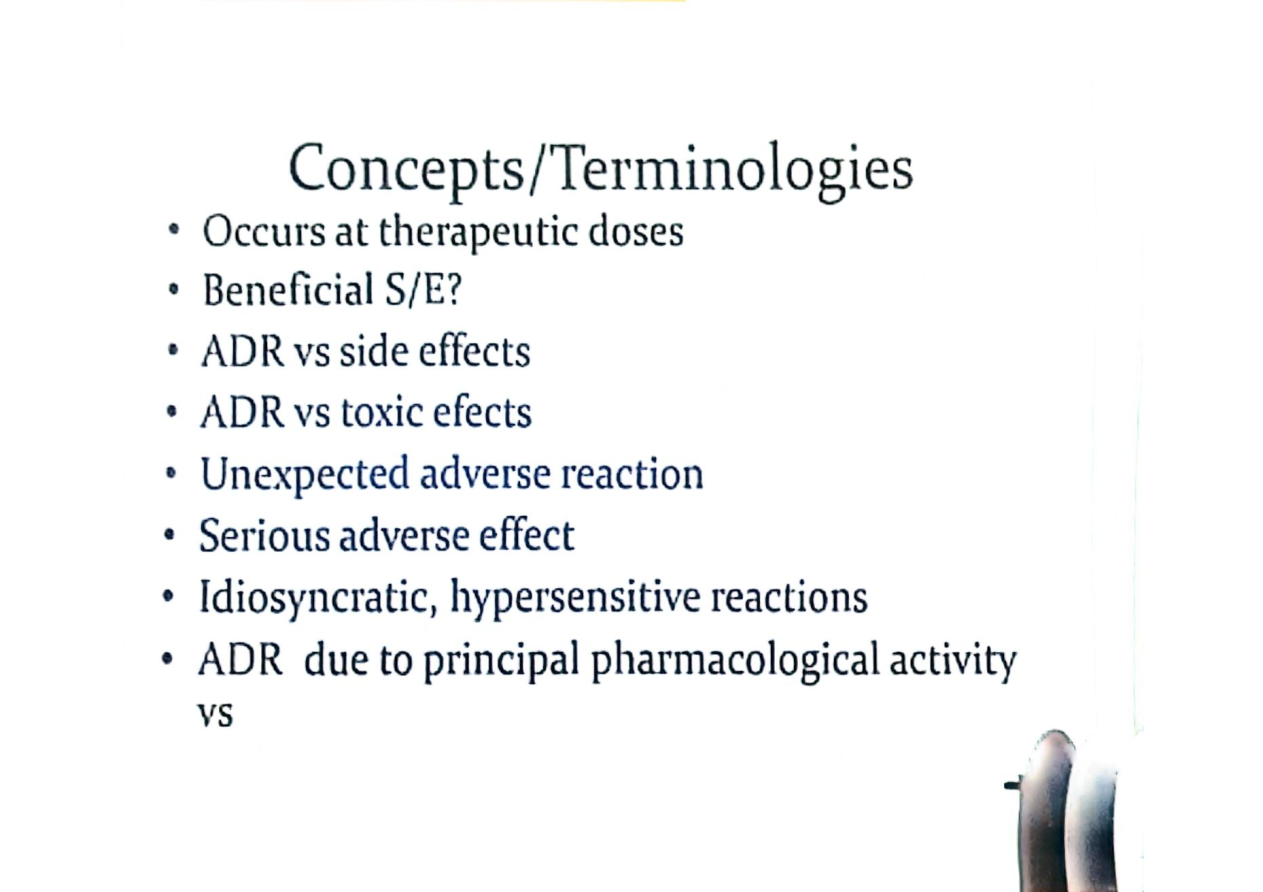 Concepts/Terminologies
• Occurs at therapeutic doses
• Beneficial S/E?
• ADR vs side effects
• ADR vs toxic efects
• Unexpected adverse reaction
• Serious adverse effect
• Idiosyncratic, hypersensitive reactions
• ADR due to principal pharmacological activity
vs